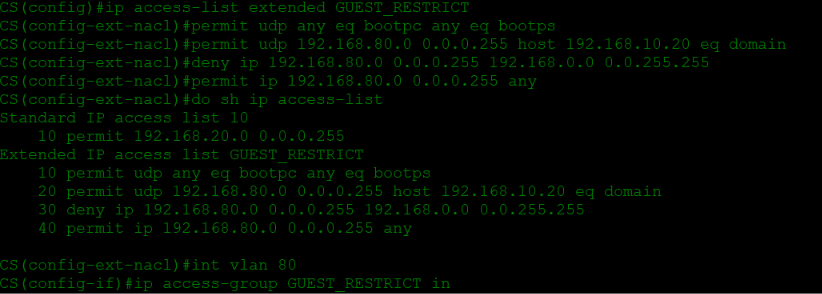 CS(config)#ip access-list extended GUEST_RESTRICT
CS(config-ext-nacl)#permit udp any eq bootpc any eq bootps
CS(config-ext-nacl)#permit udp 192.168.80.0 0.0.0.255 host 192.168.10.20 eq domain
CS(config-ext-nacl)#deny ip 192.168.80.0 0.0.0.255 192.168.0.0 0.0.255.255
CS(config-ext-nacl)#permit ip 192.168.80.0 0.0.0.255 any
CS(config-ext-nacl)#do sh ip access-list
Standard IP access list 10
    10 permit 192.168.20.0 0.0.0.255
Extended IP access list GUEST_RESTRICT
    10 permit udp any eq bootpc any eq bootps
    20 permit udp 192.168.80.0 0.0.0.255 host 192.168.10.20 eq domain
    30 deny ip 192.168.80.0 0.0.0.255 192.168.0.0 0.0.255.255
    40 permit ip 192.168.80.0 0.0.0.255 any
CS(config-ext-nacl)#int vlan 80
CS(config-if)#ip access-group GUEST_RESTRICT in